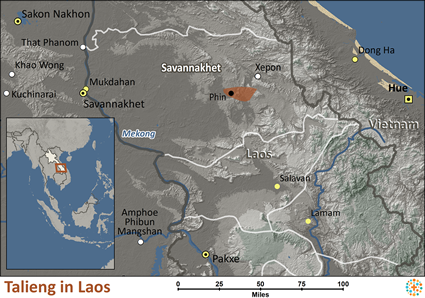 Sakon Nakhon
That Phanom
Khao Wong
Kuchinarai
Mukdahan
Savannakhet
Savannakhet
Xepon
Phin
Dong Ha
Hue
Vietnam
Mekong
Laos
Salavan
Lamam
Amphoe
Phibun
Mangshan
Pakxe
Talieng in Laos
0 25 50 75 100
Miles